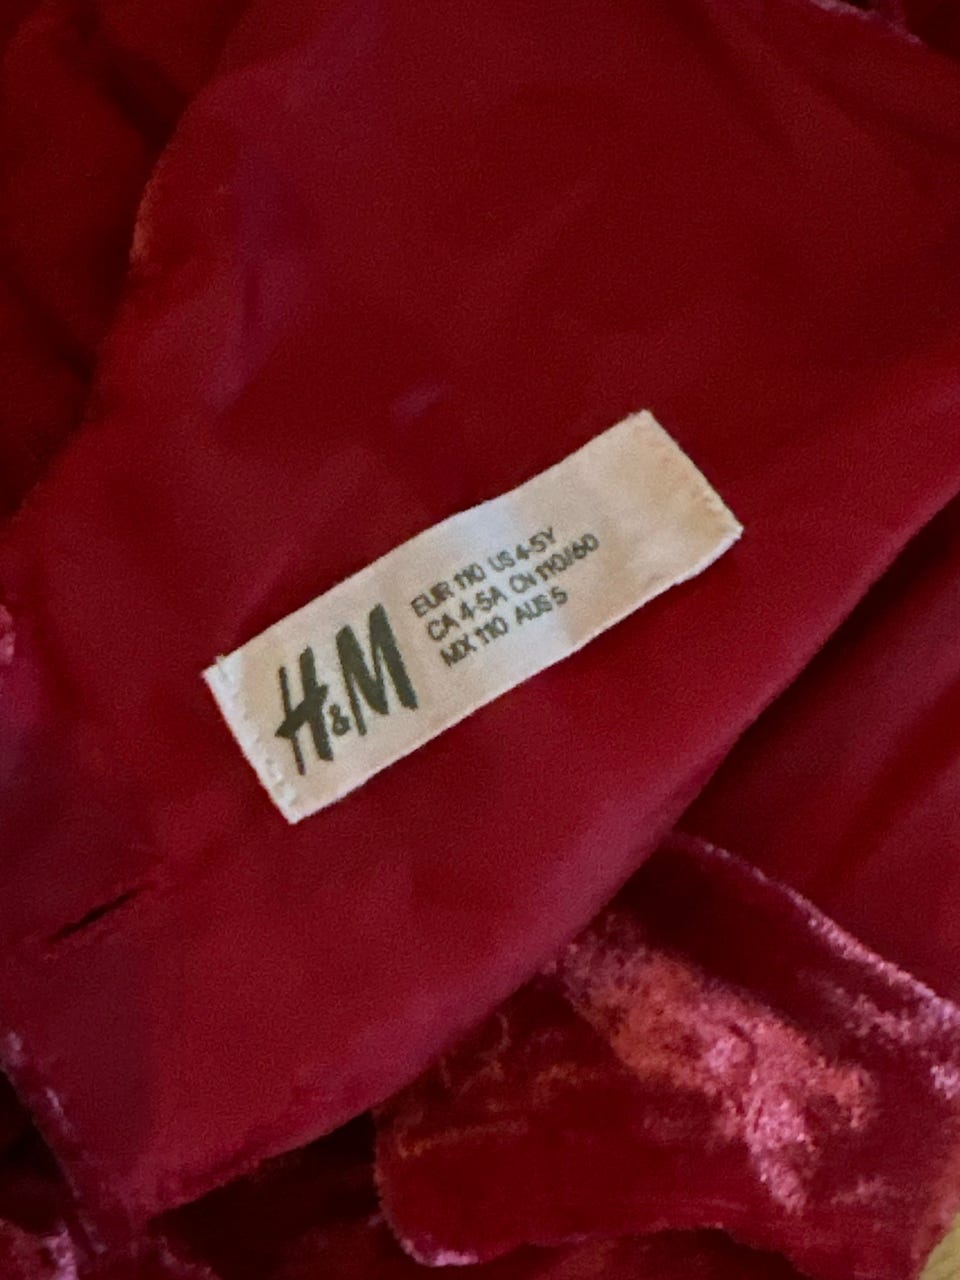 H&M
EUR 110 US 4-5Y
CA 4-5A CN 110/60
MX 110 AUS 5